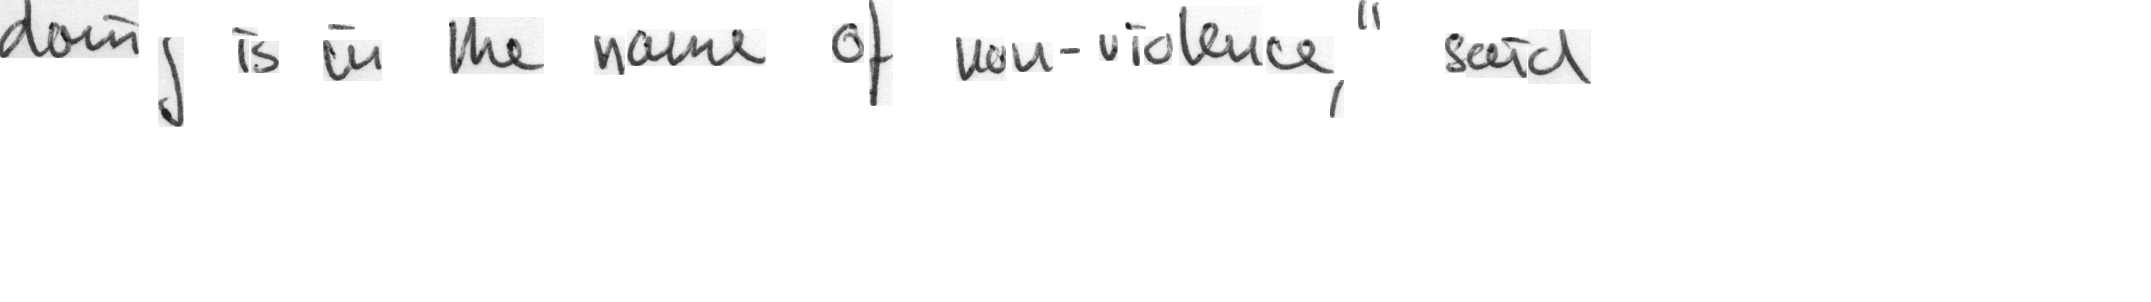 doing is in the name of non-violence," said